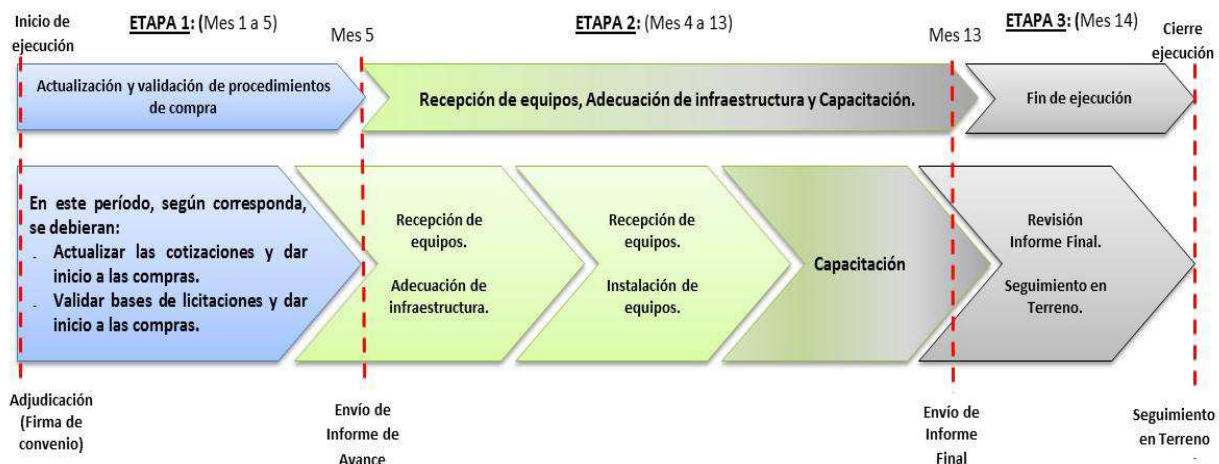 Inicio de
ejecución
ETAPA 1: (Mes 1 a 5)
Mes 5
ETAPA 2: (Mes 4 a 13)
Mes 13
ETAPA 3: (Mes 14)
Cierre
ejecución
Actualización y validación de procedimientos
de compra
Recepción de equipos, Adecuación de infraestructura y Capacitación.
Fin de ejecución
En este período, según corresponda,
se debieran:
- Actualizar las cotizaciones y dar
inicio a las compras.
- Validar bases de licitaciones y dar
inicio a las compras.
Recepción de
equipos.
Adecuación de
infraestructura.
Recepción de
equipos.
Instalación de
equipos.
Capacitación
Revisión
Informe Final.
Seguimiento en
Terreno.
Adjudicación
(Firma de
convenio)
Envío de
Informe de
Avance
Envío de
Informe
Final
Seguimiento
en Terreno